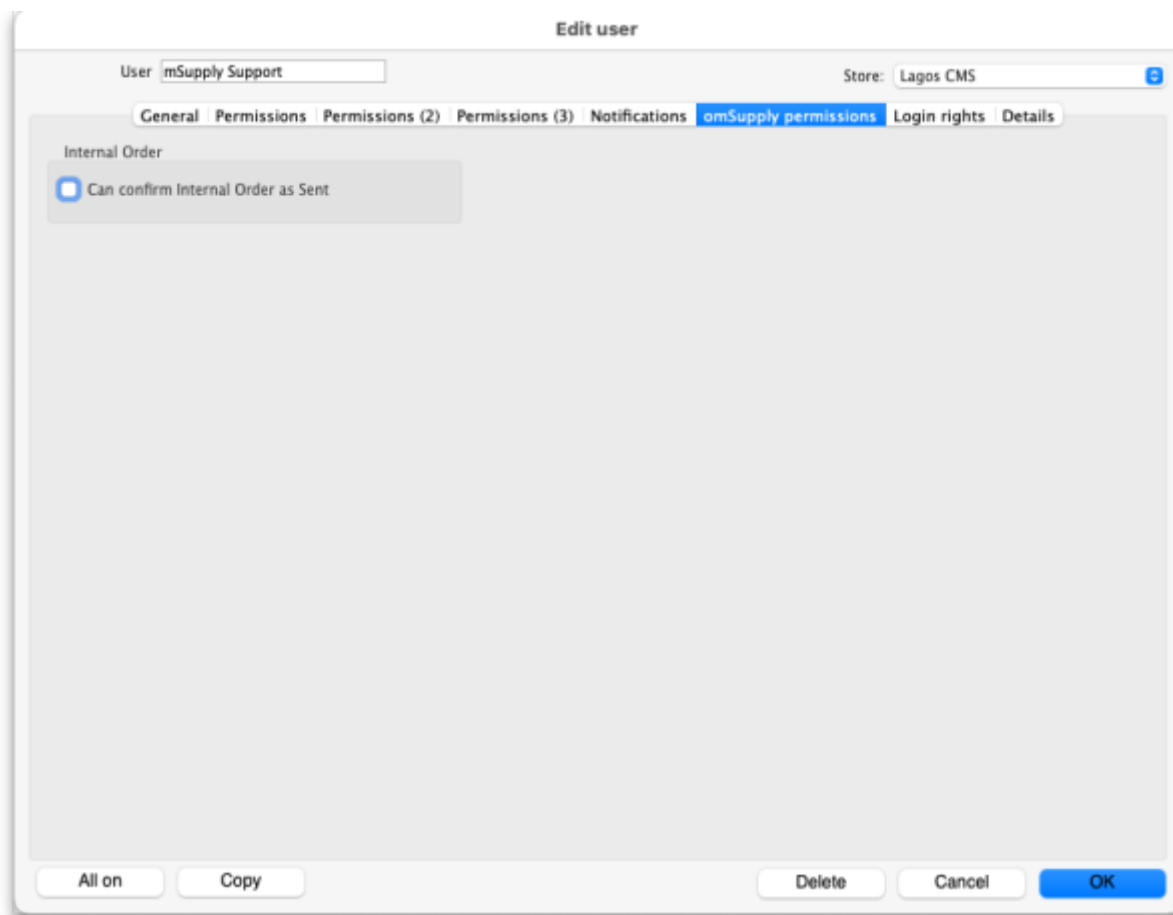 Edit user
User mSupply Support
Store: Lagos CMS
General Permissions Permissions (2) Permissions (3) Notifications omSupply permissions Login rights Details
Internal Order
Can confirm Internal Order as Sent
All on Copy Delete Cancel OK